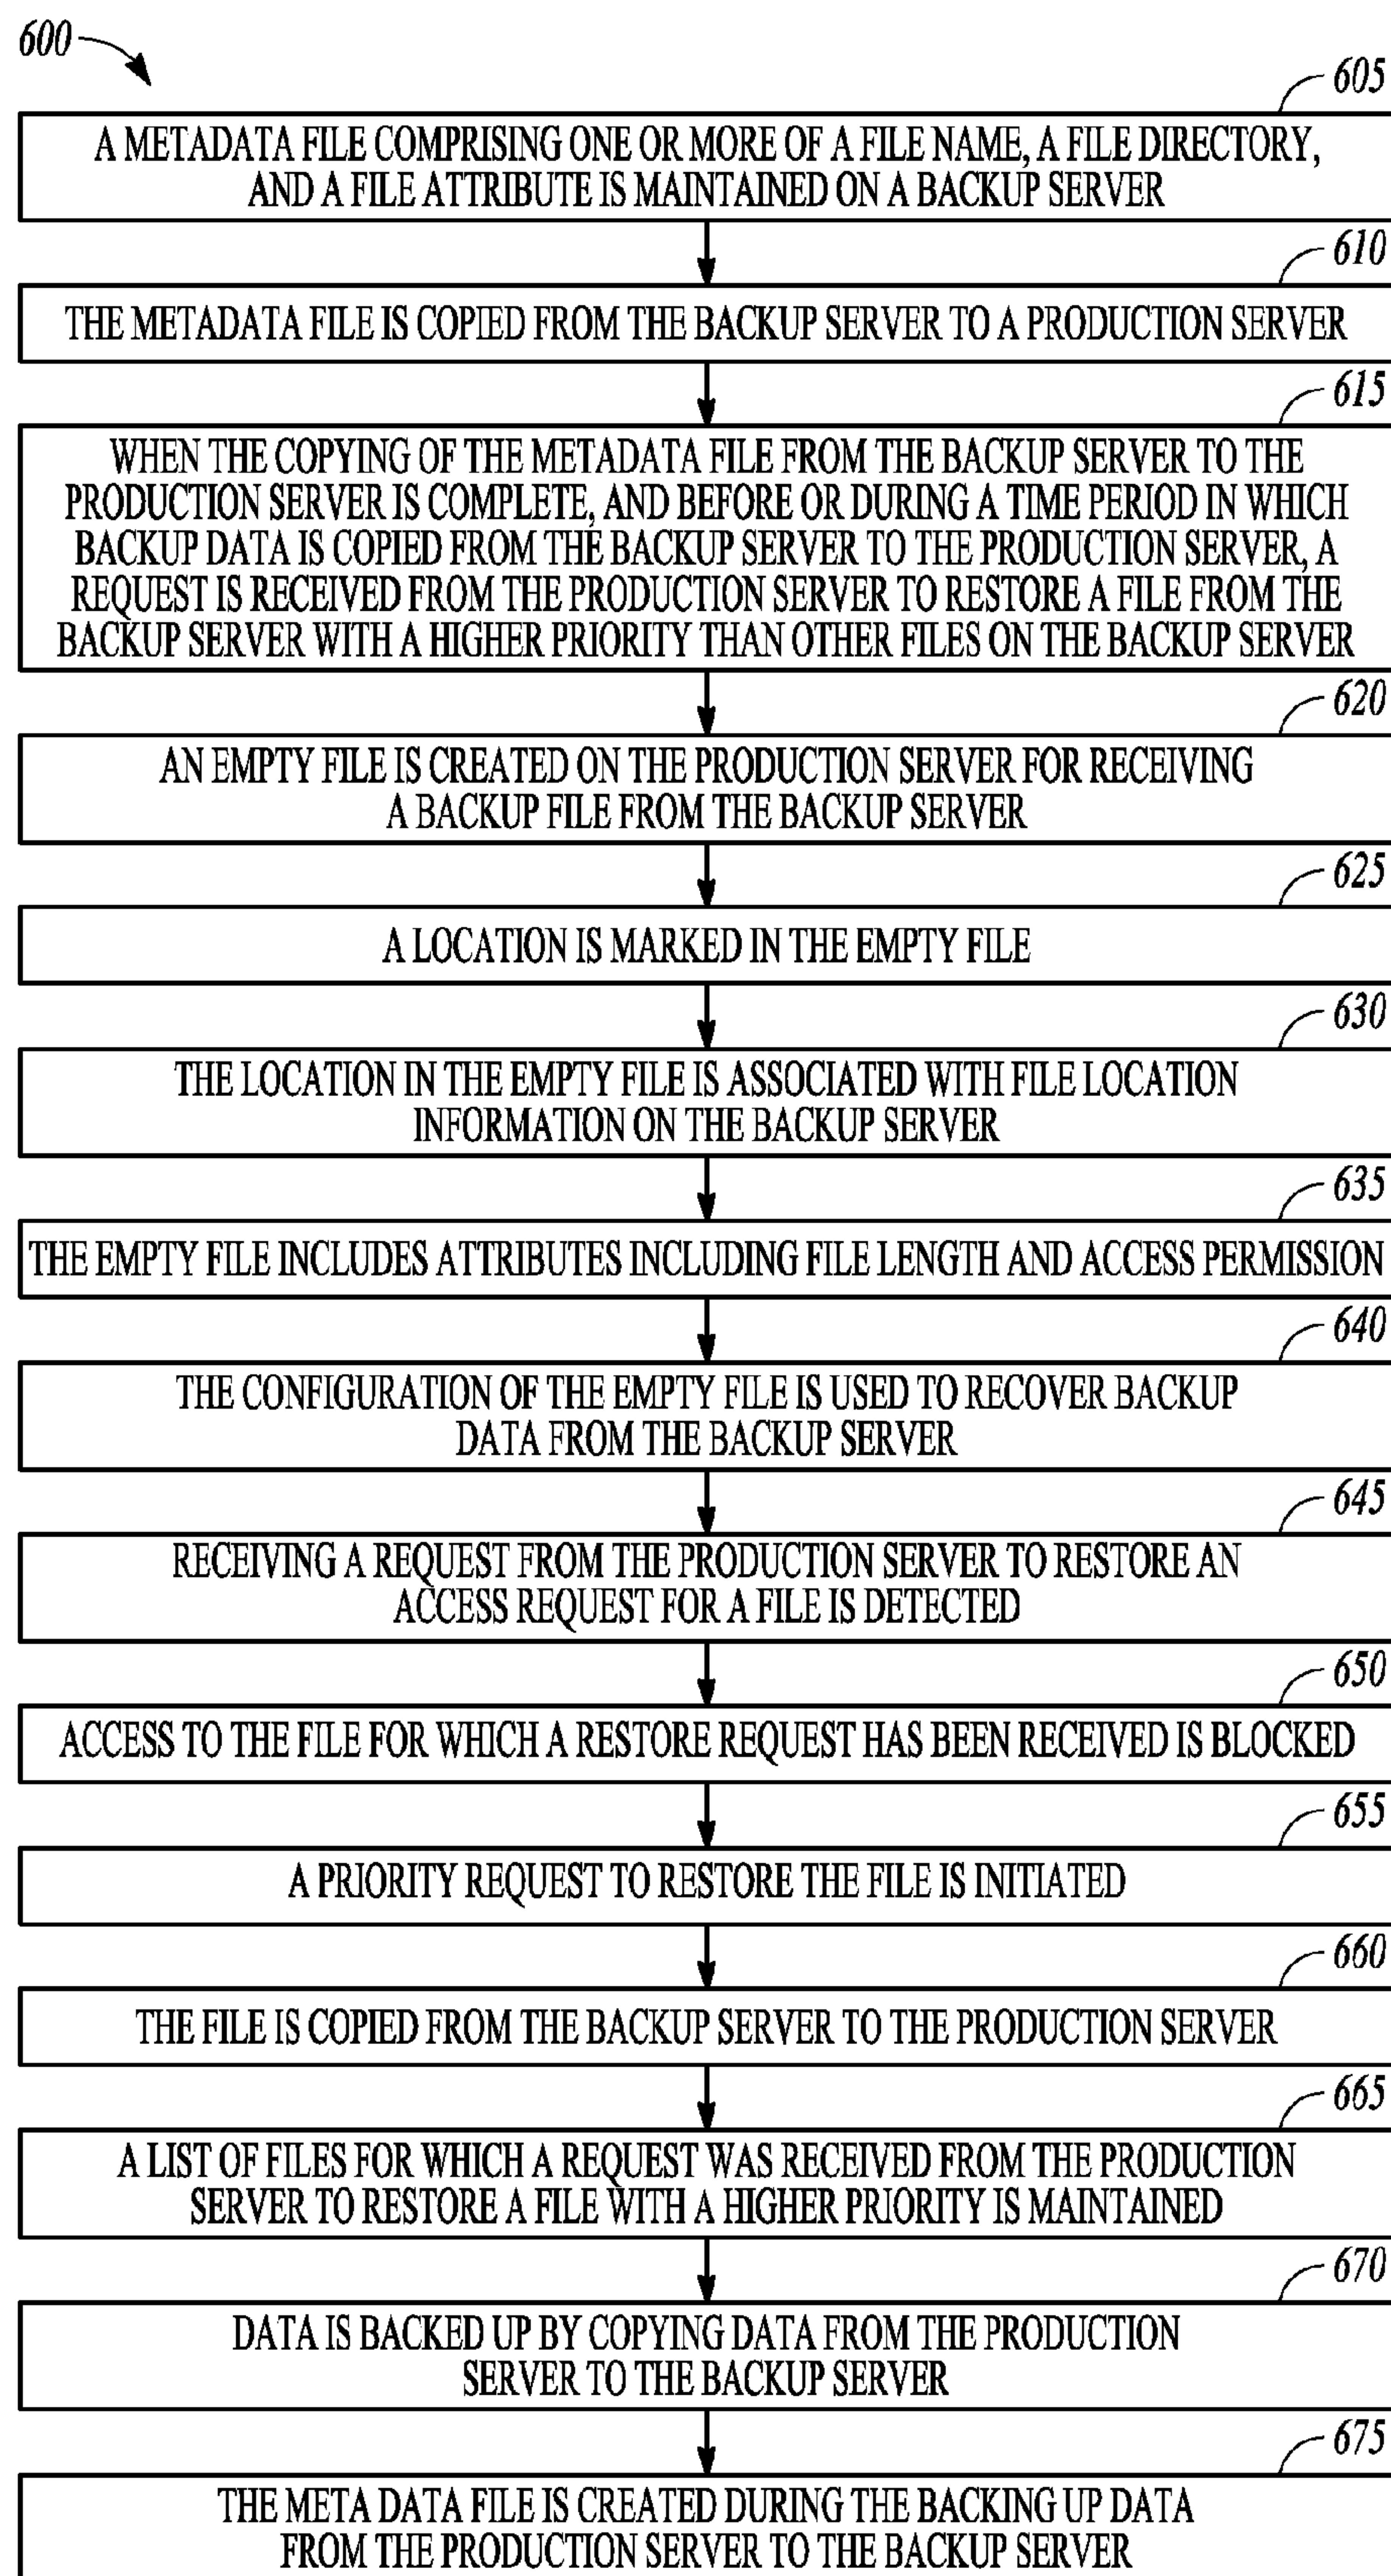 600
605
A METADATA FILE COMPRISING ONE OR MORE OF A FILE NAME, A FILE DIRECTORY,
AND A FILE ATTRIBUTE IS MAINTAINED ON A BACKUP SERVER
610
THE METADATA FILE IS COPIED FROM THE BACKUP SERVER TO A PRODUCTION SERVER
615
WHEN THE COPYING OF THE METADATA FILE FROM THE BACKUP SERVER TO THE
PRODUCTION SERVER IS COMPLETE, AND BEFORE OR DURING A TIME PERIOD IN WHICH
BACKUP DATA IS COPIED FROM THE BACKUP SERVER TO THE PRODUCTION SERVER, A
REQUEST IS RECEIVED FROM THE PRODUCTION SERVER TO RESTORE A FILE FROM THE
BACKUP SERVER WITH A HIGHER PRIORITY THAN OTHER FILES ON THE BACKUP SERVER
620
AN EMPTY FILE IS CREATED ON THE PRODUCTION SERVER FOR RECEIVING
A BACKUP FILE FROM THE BACKUP SERVER
625
A LOCATION IS MARKED IN THE EMPTY FILE
630
THE LOCATION IN THE EMPTY FILE IS ASSOCIATED WITH FILE LOCATION
INFORMATION ON THE BACKUP SERVER
635
THE EMPTY FILE INCLUDES ATTRIBUTES INCLUDING FILE LENGTH AND ACCESS PERMISSION
640
THE CONFIGURATION OF THE EMPTY FILE IS USED TO RECOVER BACKUP
DATA FROM THE BACKUP SERVER
645
RECEIVING A REQUEST FROM THE PRODUCTION SERVER TO RESTORE AN
ACCESS REQUEST FOR A FILE IS DETECTED
650
ACCESS TO THE FILE FOR WHICH A RESTORE REQUEST HAS BEEN RECEIVED IS BLOCKED
655
A PRIORITY REQUEST TO RESTORE THE FILE IS INITIATED
660
THE FILE IS COPIED FROM THE BACKUP SERVER TO THE PRODUCTION SERVER
665
A LIST OF FILES FOR WHICH A REQUEST WAS RECEIVED FROM THE PRODUCTION
SERVER TO RESTORE A FILE WITH A HIGHER PRIORITY IS MAINTAINED
670
DATA IS BACKED UP BY COPYING DATA FROM THE PRODUCTION
SERVER TO THE BACKUP SERVER
675
THE META DATA FILE IS CREATED DURING THE BACKING UP DATA
FROM THE PRODUCTION SERVER TO THE BACKUP SERVER